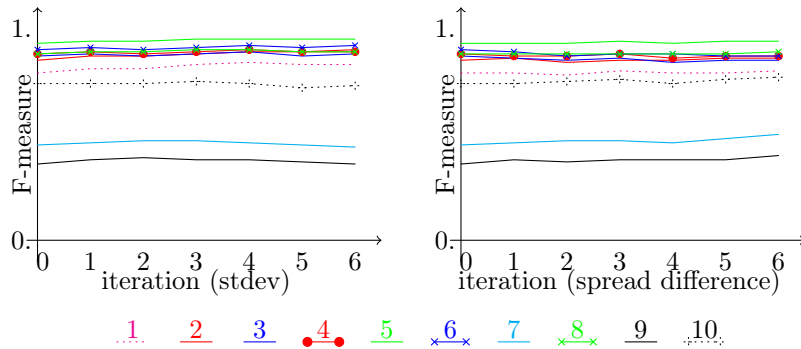 1.
F-measure
0.
0 1 2 3 4 5 6
iteration (stdev)
1.
F-measure
0.
0 1 2 3 4 5 6
iteration (spread difference)
1 2 3 4 5 6 7 8 9 10